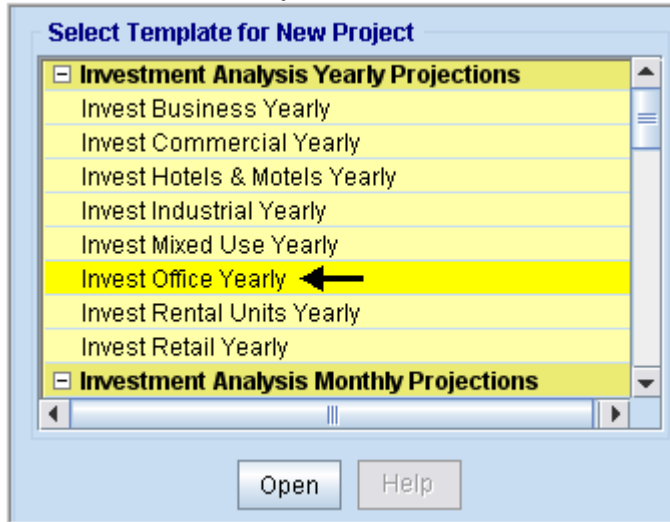 Select Template for New Project
Investment Analysis Yearly Projections
Invest Business Yearly
Invest Commercial Yearly
Invest Hotels & Motels Yearly
Invest Industrial Yearly
Invest Mixed Use Yearly
Invest Office Yearly
Invest Rental Units Yearly
Invest Retail Yearly
Investment Analysis Monthly Projections
Open Help